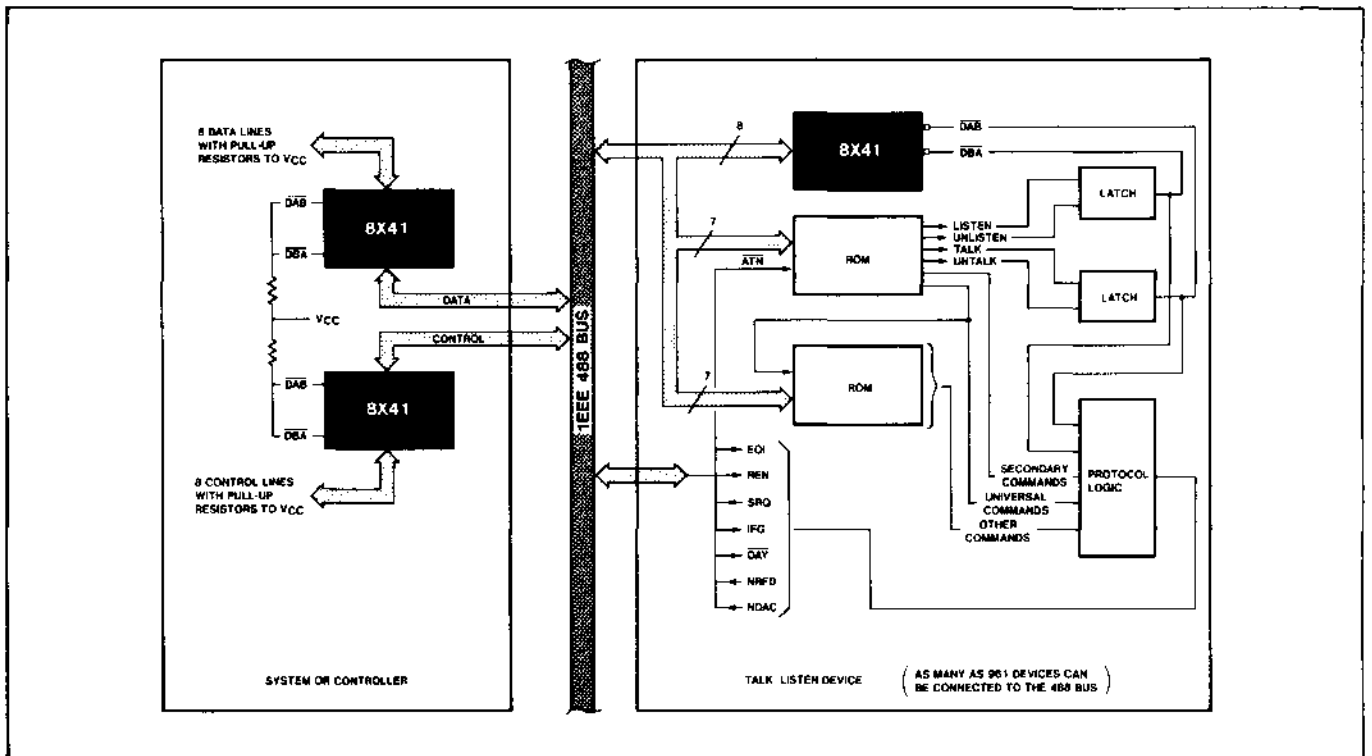 6 DATA LINES
WITH PULL-UP
RESISTORS TO VCC
DAB
8X41
DBA
DATA
VCC
CONTROL
DAB
8X41
DBA
8 CONTROL LINES
WITH PULL-UP
RESISTORS TO VCC
SYSTEM OR CONTROLLER
IEEE 488 BUS
8
8X41
DAB
DBA
7
ATN
ROM
LISTEN
UNLISTEN
TALK
UNTALK
LATCH
LATCH
7
ROM
EOI
REN
SRQ
IFG
DAY
NRFD
NDAC
SECONDARY
COMMANDS
UNIVERSAL
COMMANDS
OTHER
COMMANDS
PROTOCOL
LOGIC
TALK LISTEN DEVICE
(AS MANY AS 961 DEVICES CAN
BE CONNECTED TO THE 488 BUS)